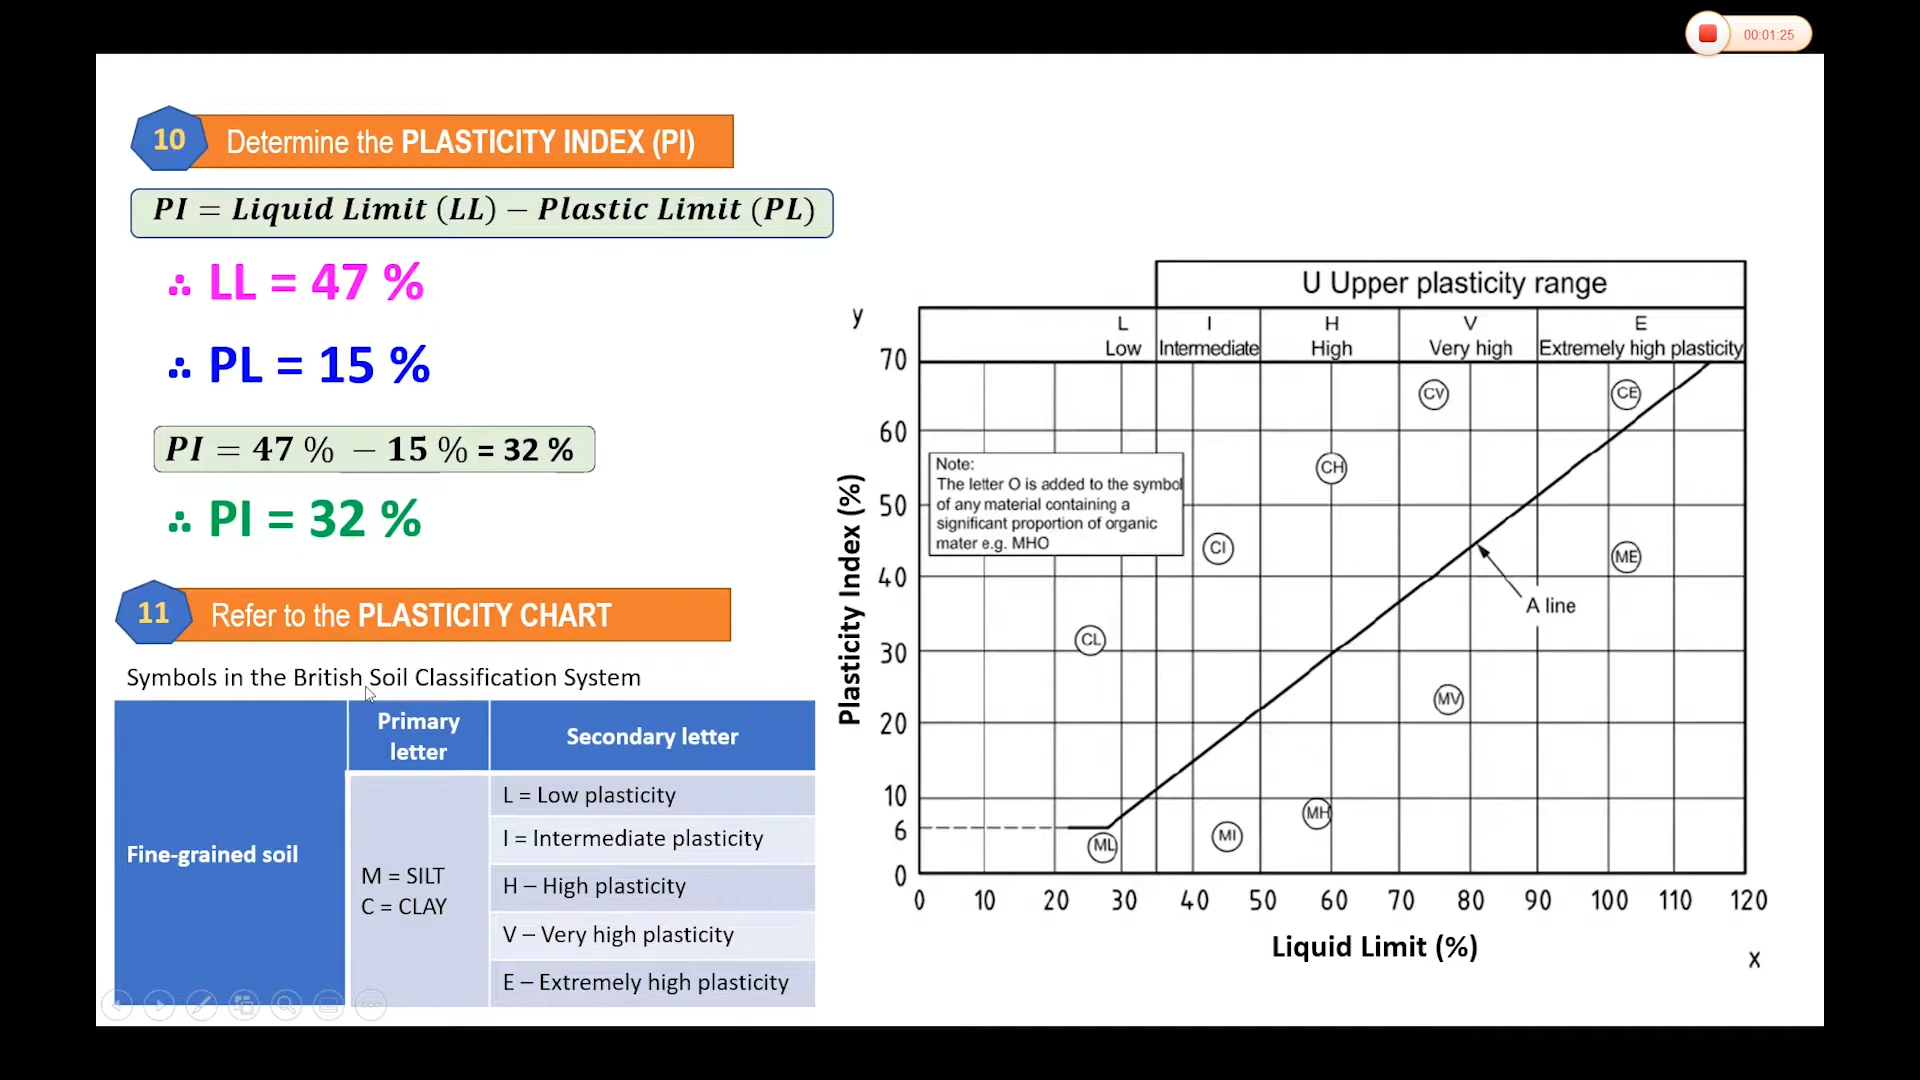 00:01:25
10
Determine the PLASTICITY INDEX (PI)
PI = Liquid Limit (LL) − Plastic Limit (PL)
∴ LL = 47 %
∴ PL = 15 %
PI = 47 % − 15 % = 32 %
∴ PI = 32 %
11
Refer to the PLASTICITY CHART
Symbols in the British Soil Classification System
Primary letter
Secondary letter
Fine-grained soil
M = SILT
C = CLAY
L = Low plasticity
I = Intermediate plasticity
H – High plasticity
V – Very high plasticity
E – Extremely high plasticity
U Upper plasticity range
y
L
Low
I
Intermediate
H
High
V
Very high
E
Extremely high plasticity
70
60
50
40
30
20
10
6
0
Plasticity Index (%)
Note:
The letter O is added to the symbol
of any material containing a
significant proportion of organic
mater e.g. MHO
CV
CE
CH
CI
ME
A line
CL
MV
MH
MI
ML
0 10 20 30 40 50 60 70 80 90 100 110 120
Liquid Limit (%)
x